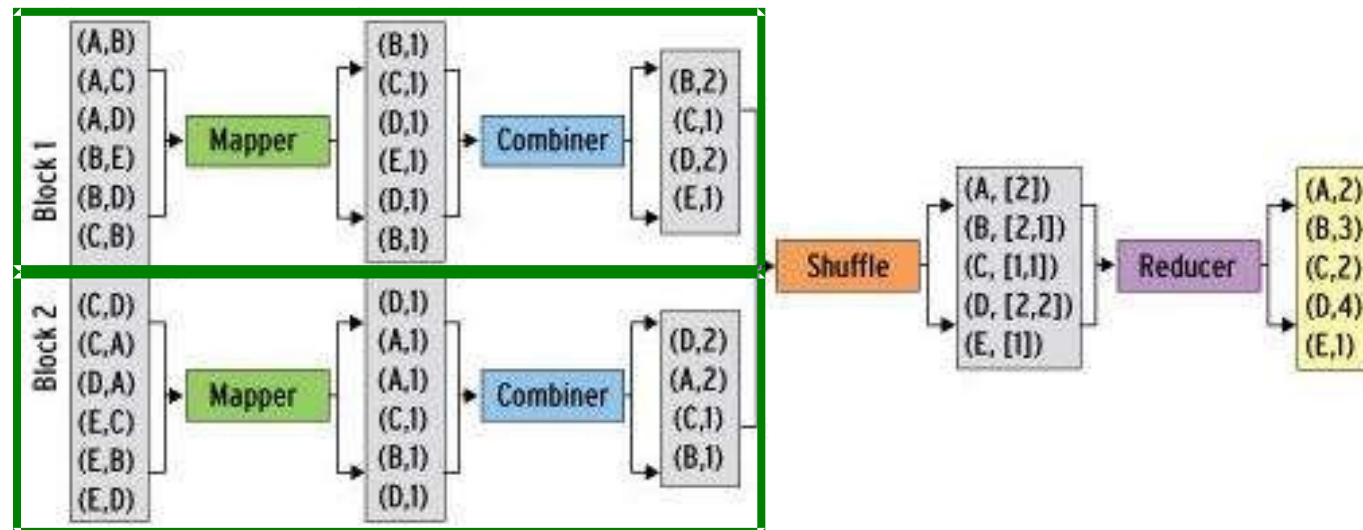 Block 1
(A,B)
(A,C)
(A,D)
(B,E)
(B,D)
(C,B)
Mapper
(B,1)
(C,1)
(D,1)
(E,1)
(D,1)
(B,1)
Combiner
(B,2)
(C,1)
(D,2)
(E,1)
Block 2
(C,D)
(C,A)
(D,A)
(E,C)
(E,B)
(E,D)
Mapper
(D,1)
(A,1)
(A,1)
(C,1)
(B,1)
(D,1)
Combiner
(D,2)
(A,2)
(C,1)
(B,1)
Shuffle
(A, [2])
(B, [2,1])
(C, [1,1])
(D, [2,2])
(E, [1])
Reducer
(A,2)
(B,3)
(C,2)
(D,4)
(E,1)